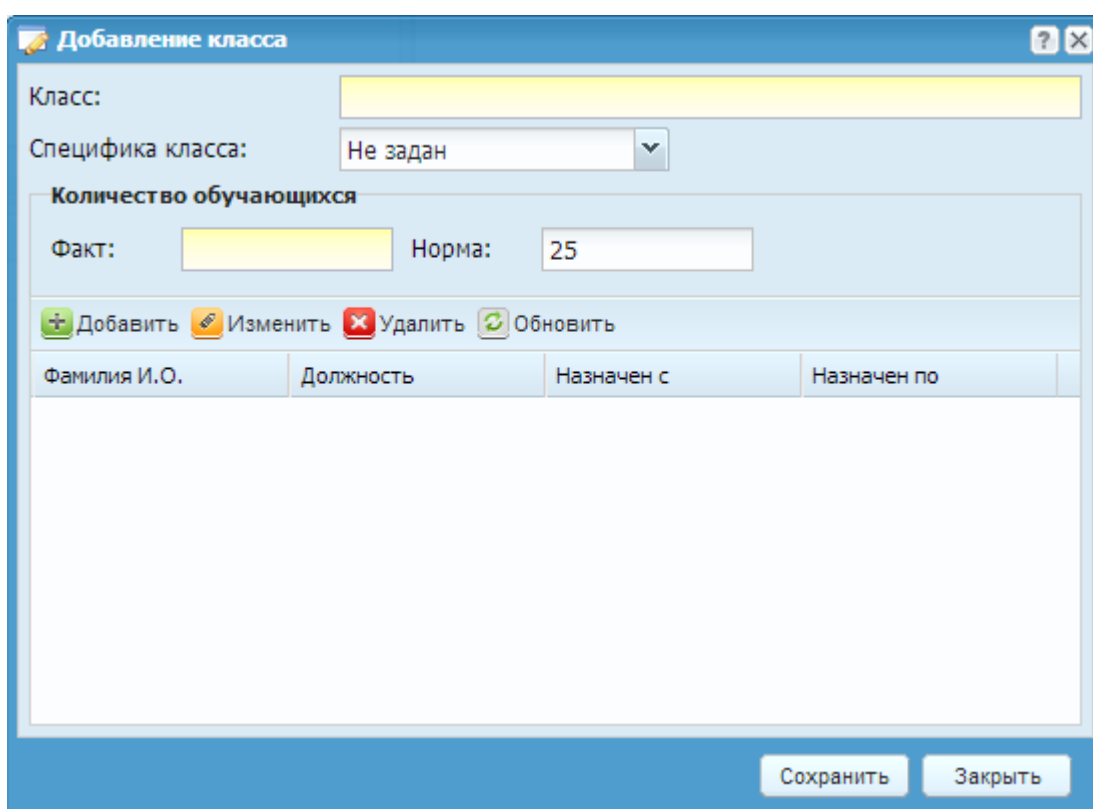 Добавление класса
Класс:
Специфика класса: Не задан
Количество обучающихся
Факт: Норма: 25
Добавить Изменить Удалить Обновить
Фамилия И.О. Должность Назначен с Назначен по
Сохранить Закрыть